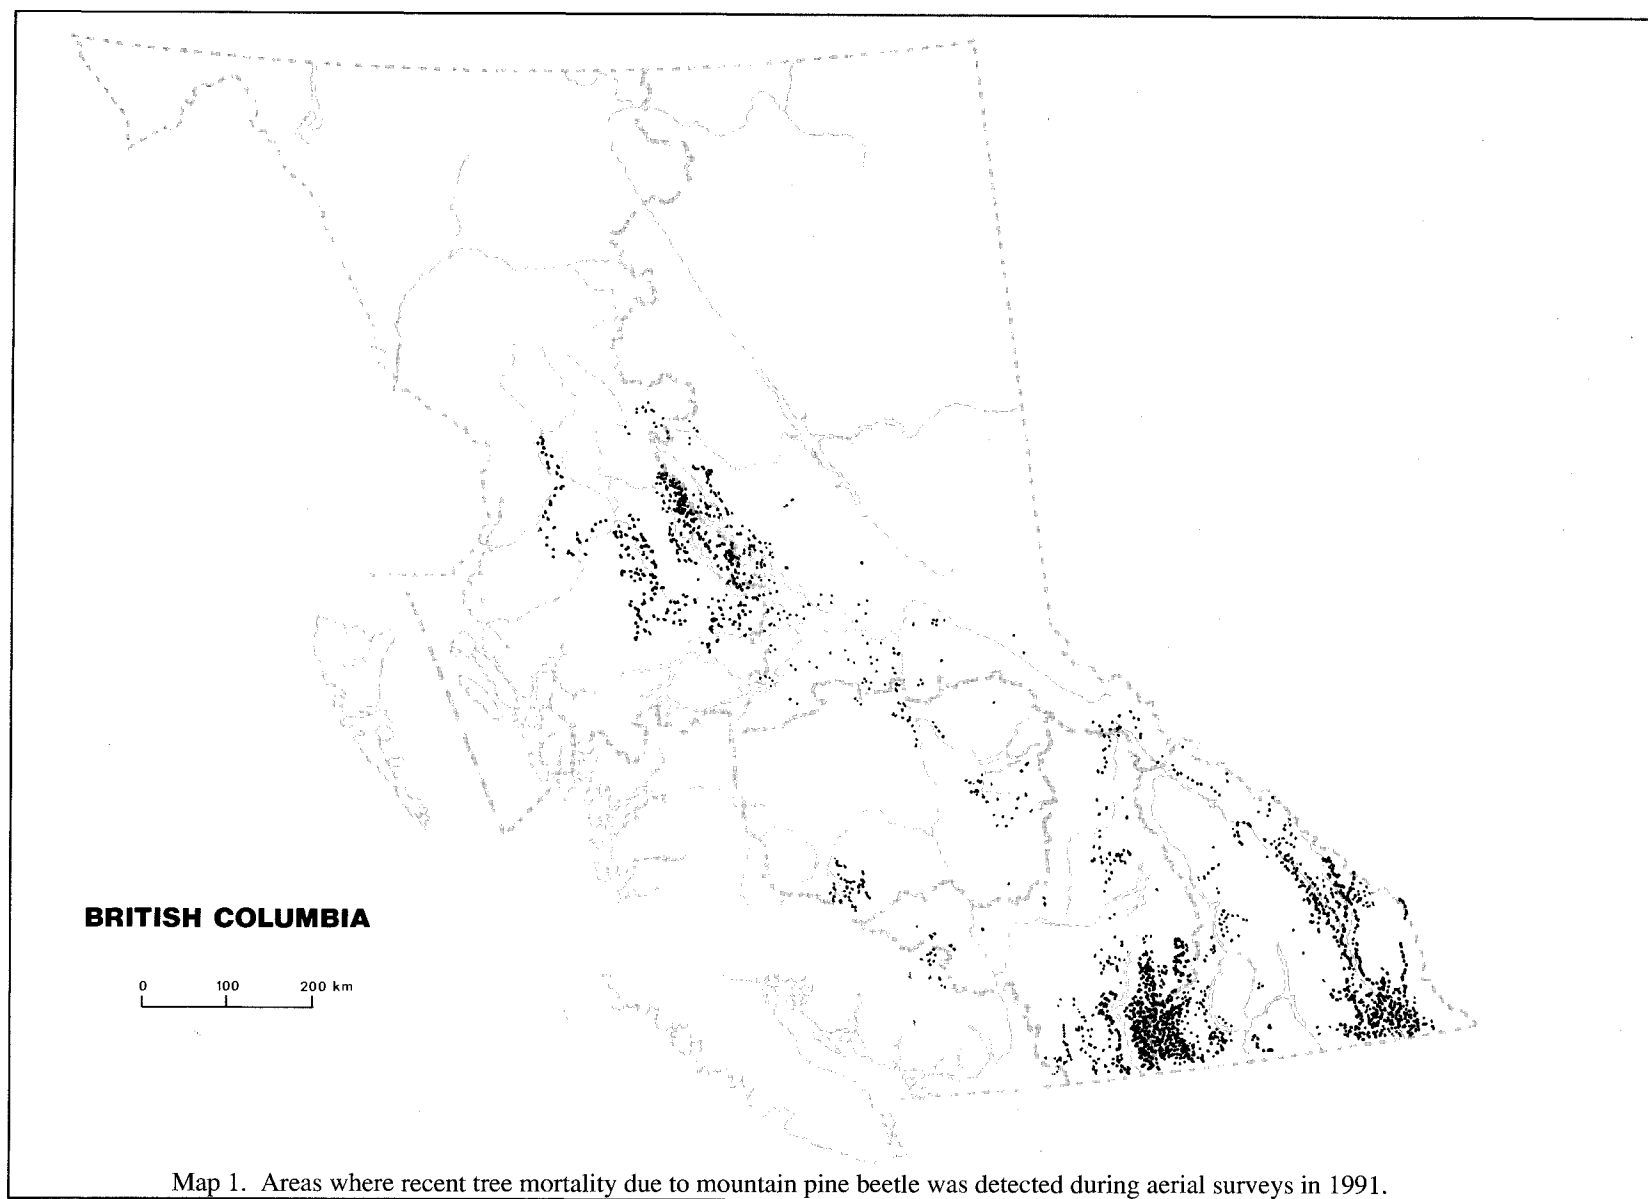 BRITISH COLUMBIA
0 100 200 km
Map 1. Areas where recent tree mortality due to mountain pine beetle was detected during aerial surveys in 1991.